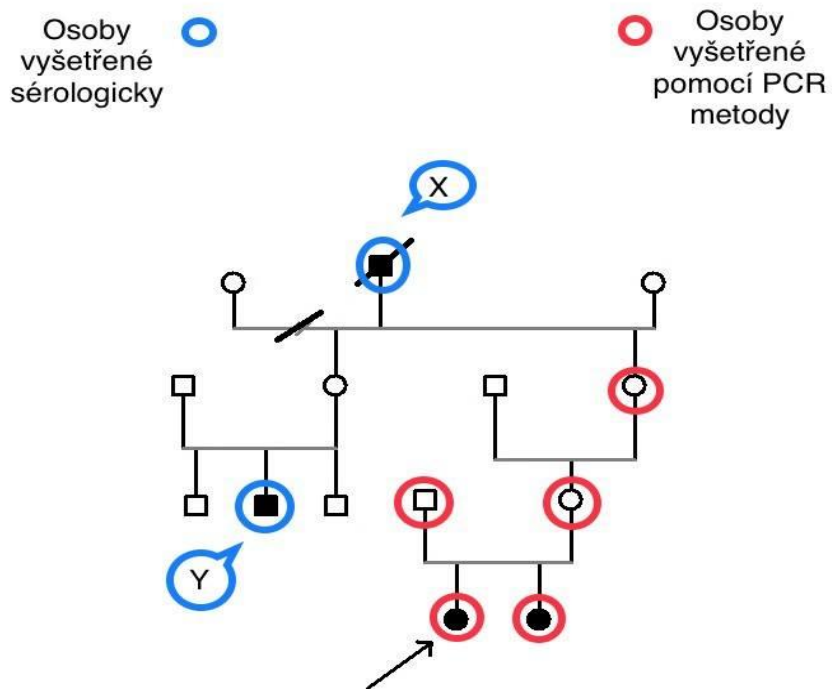 Osoby
vyšetřené
sérologicky
Osoby
vyšetřené
pomocí PCR
metody
X
Y